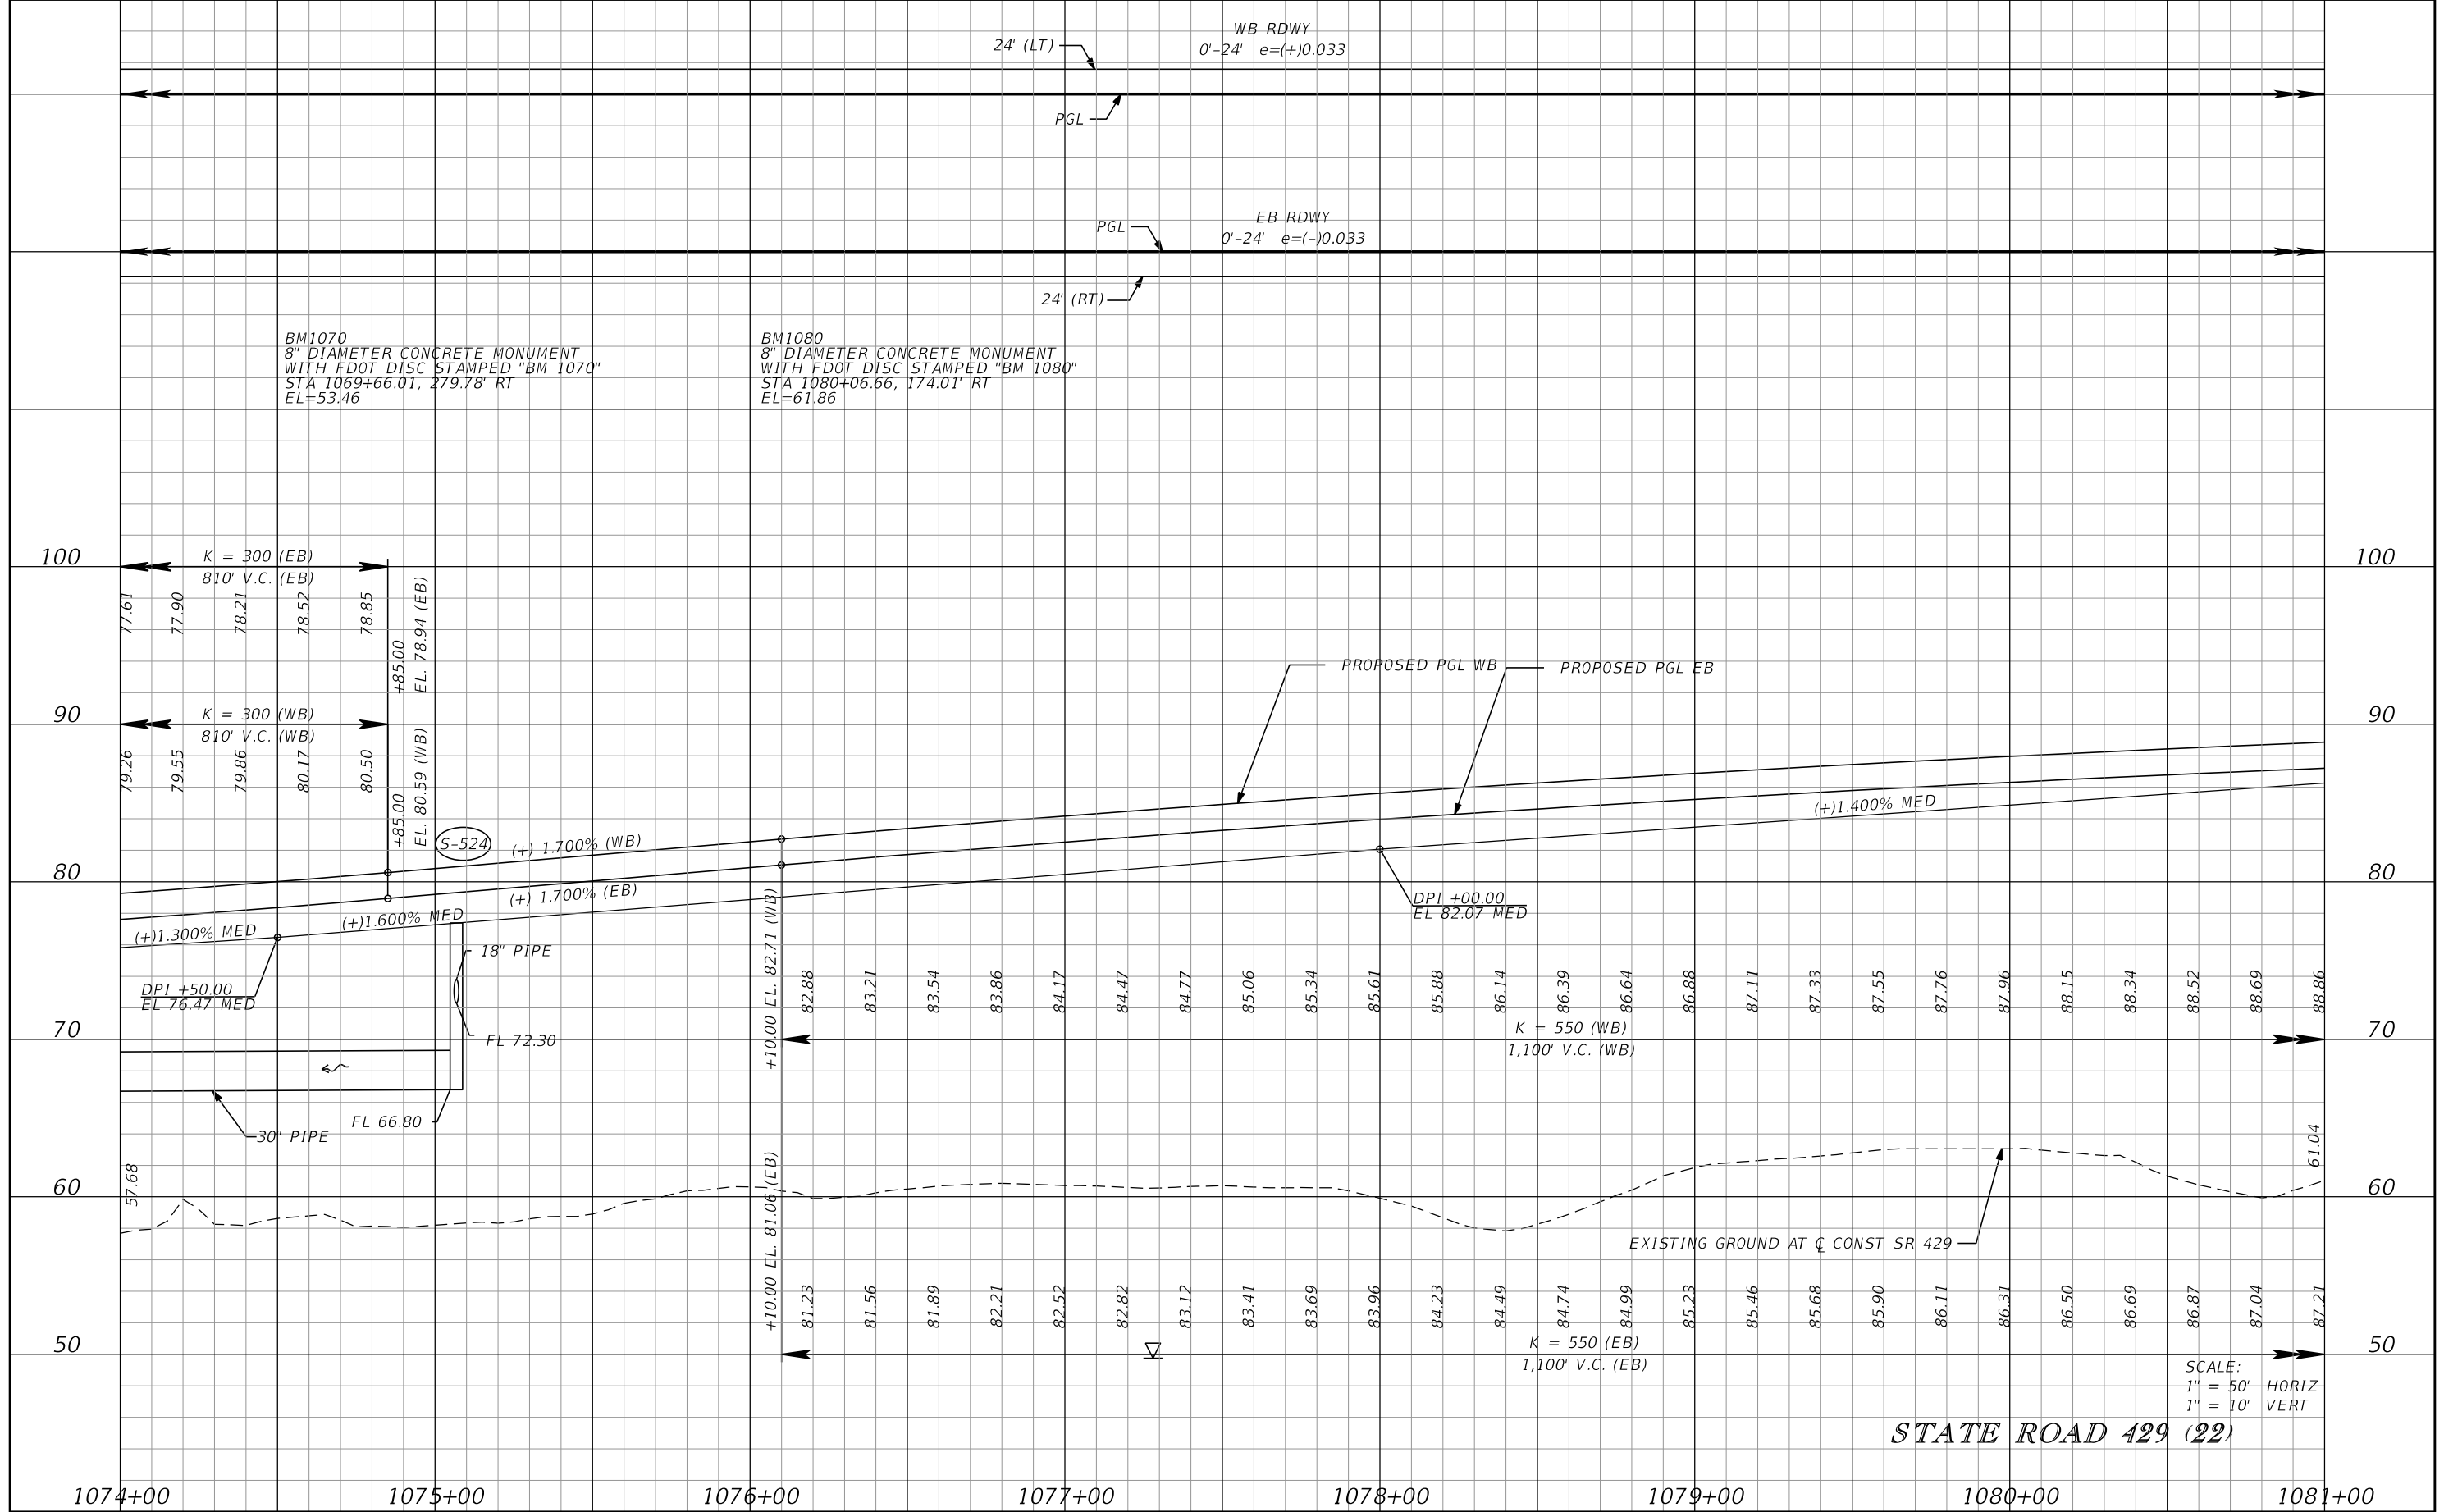 WB RDWY
0'-24' e=(+)0.033
24' (LT)
PGL
EB RDWY
0'-24' e=(-)0.033
PGL
24' (RT)
BM1070
8" DIAMETER CONCRETE MONUMENT
WITH FDOT DISC STAMPED "BM 1070"
STA 1069+66.01, 279.78' RT
EL=53.46
BM1080
8" DIAMETER CONCRETE MONUMENT
WITH FDOT DISC STAMPED "BM 1080"
STA 1080+06.66, 174.01' RT
EL=61.86
100
K = 300 (EB)
810' V.C. (EB)
100
77.61
77.90
78.21
78.52
78.85
+85.00
EL. 78.94 (EB)
PROPOSED PGL WB
PROPOSED PGL EB
90
K = 300 (WB)
810' V.C. (WB)
90
79.26
79.55
79.86
80.17
80.50
+85.00
EL. 80.59 (WB)
S-524
(+) 1.700% (WB)
(+)1.400% MED
80
80
(+) 1.700% (EB)
(+)1.600% MED
(+)1.300% MED
DPI +00.00
EL 82.07 MED
18" PIPE
DPI +50.00
EL 76.47 MED
+10.00 EL. 82.71 (WB)
82.88
83.21
83.54
83.86
84.17
84.47
84.77
85.06
85.34
85.61
85.88
86.14
86.39
86.64
86.88
87.11
87.33
87.55
87.76
87.96
88.15
88.34
88.52
88.69
88.86
70
FL 72.30
K = 550 (WB)
1,100' V.C. (WB)
70
FL 66.80
30' PIPE
57.68
61.04
60
60
EXISTING GROUND AT ℄ CONST SR 429
+10.00 EL. 81.06 (EB)
81.23
81.56
81.89
82.21
82.52
82.82
83.12
83.41
83.69
83.96
84.23
84.49
84.74
84.99
85.23
85.46
85.68
85.90
86.11
86.31
86.50
86.69
86.87
87.04
87.21
50
K = 550 (EB)
1,100' V.C. (EB)
50
SCALE:
1" = 50' HORIZ
1" = 10' VERT
STATE ROAD 429 (22)
1074+00
1075+00
1076+00
1077+00
1078+00
1079+00
1080+00
1081+00